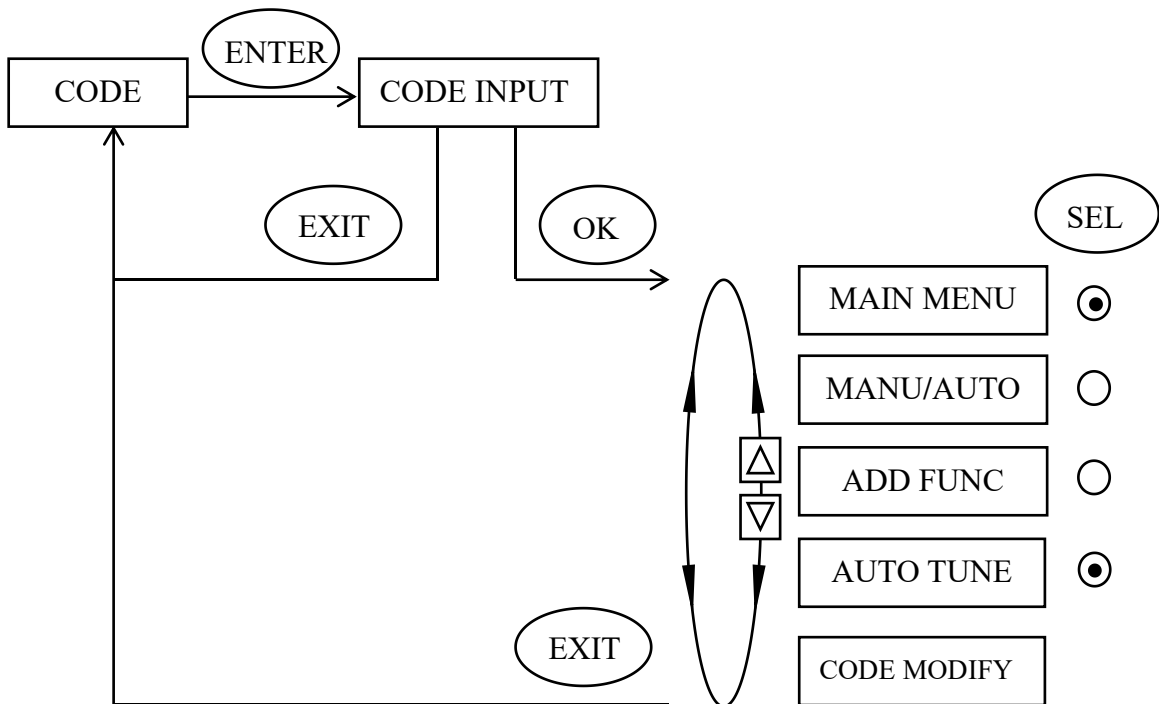 ENTER
CODE
CODE INPUT
EXIT
OK
SEL
MAIN MENU
MANU/AUTO
ADD FUNC
AUTO TUNE
EXIT
CODE MODIFY